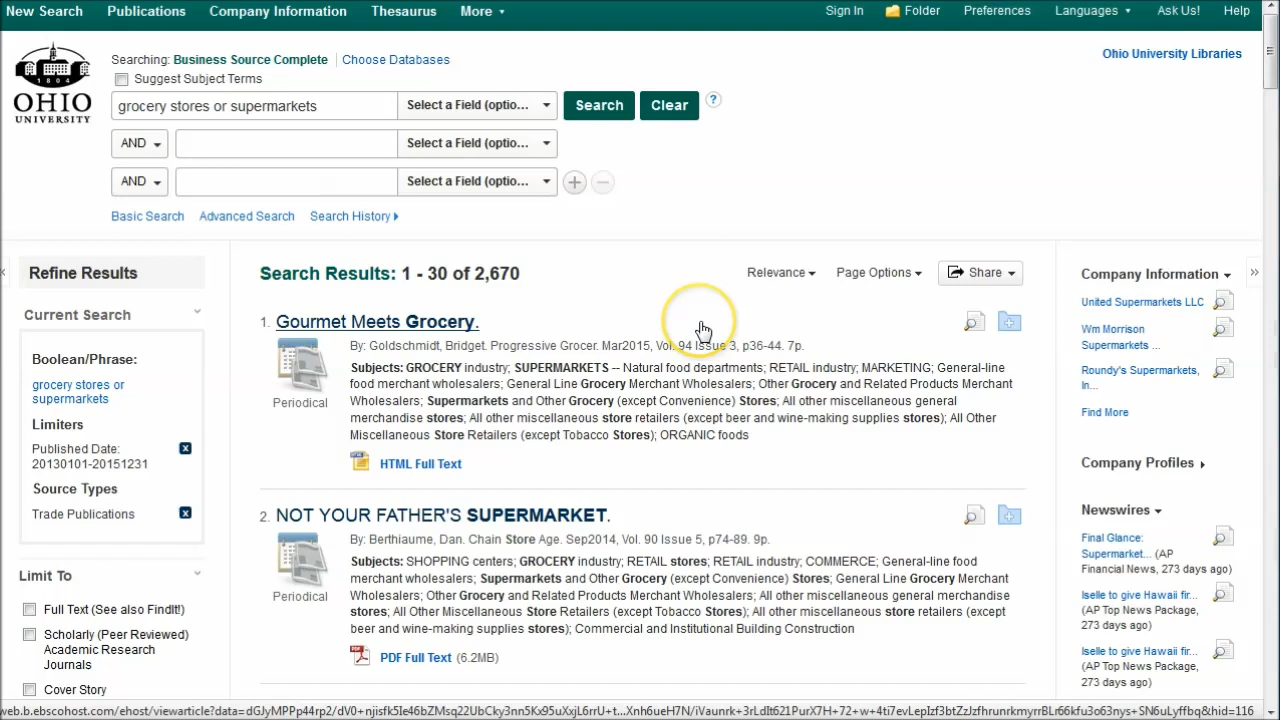 New Search Publications Company Information Thesaurus More Sign In Folder Preferences Languages Ask Us! Help
Searching: Business Source Complete Choose Databases
Ohio University Libraries
Suggest Subject Terms
1804
OHIO
UNIVERSITY
grocery stores or supermarkets Select a Field (optio... Search Clear ?
AND Select a Field (optio...
AND Select a Field (optio...
Basic Search Advanced Search Search History
Refine Results
Current Search
Boolean/Phrase:
grocery stores or
supermarkets
Limiters
Published Date:
20130101-20151231
Source Types
Trade Publications
Limit To
Full Text (See also FindIt!)
Scholarly (Peer Reviewed)
Academic Research
Journals
Cover Story
Search Results: 1 - 30 of 2,670 Relevance Page Options Share
1. Gourmet Meets Grocery.
By: Goldschmidt, Bridget. Progressive Grocer. Mar2015, Vol. 94 Issue 3, p36-44. 7p.
Periodical
Subjects: GROCERY industry; SUPERMARKETS -- Natural food departments; RETAIL industry; MARKETING; General-line
food merchant wholesalers; General Line Grocery Merchant Wholesalers; Other Grocery and Related Products Merchant
Wholesalers; Supermarkets and Other Grocery (except Convenience) Stores; All other miscellaneous general
merchandise stores; All other miscellaneous store retailers (except beer and wine-making supplies stores); All Other
Miscellaneous Store Retailers (except Tobacco Stores); ORGANIC foods
HTML Full Text
2. NOT YOUR FATHER'S SUPERMARKET.
By: Berthiaume, Dan. Chain Store Age. Sep2014, Vol. 90 Issue 5, p74-89. 9p.
Periodical
Subjects: SHOPPING centers; GROCERY industry; RETAIL stores; RETAIL industry; COMMERCE; General-line food
merchant wholesalers; Supermarkets and Other Grocery (except Convenience) Stores; General Line Grocery Merchant
Wholesalers; Other Grocery and Related Products Merchant Wholesalers; All other miscellaneous general merchandise
stores; All Other Miscellaneous Store Retailers (except Tobacco Stores); All other miscellaneous store retailers (except
beer and wine-making supplies stores); Commercial and Institutional Building Construction
PDF Full Text (6.2MB)
Company Information
United Supermarkets LLC
Wm Morrison
Supermarkets ...
Roundy's Supermarkets,
In...
Find More
Company Profiles
Newswires
Final Glance:
Supermarket... (AP
Financial News, 273 days ago)
Iselle to give Hawaii fir...
(AP Top News Package,
273 days ago)
Iselle to give Hawaii fir...
(AP Top News Package,
273 days ago)